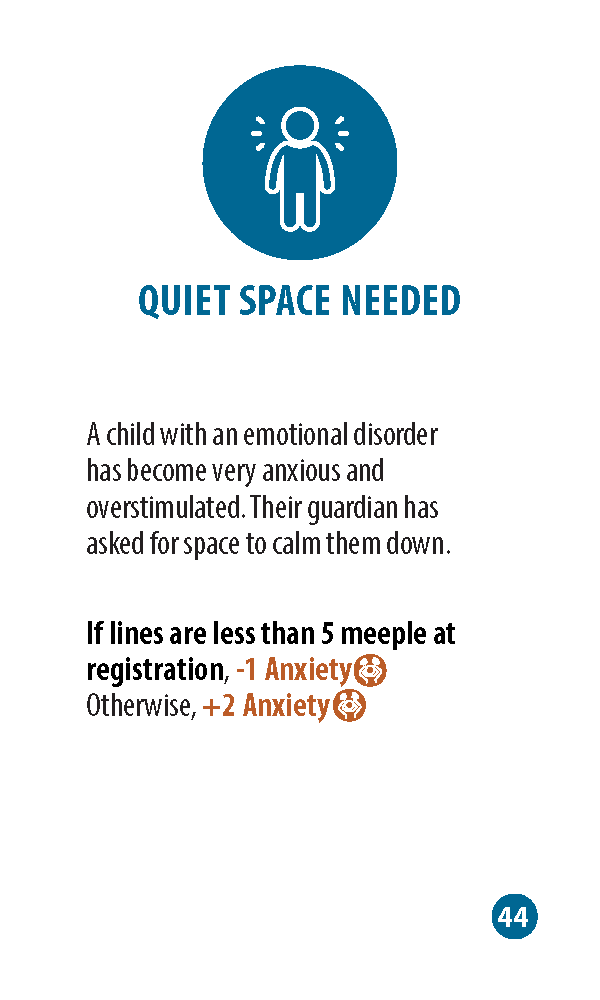 QUIET SPACE NEEDED
A child with an emotional disorder
has become very anxious and
overstimulated. Their guardian has
asked for space to calm them down.
If lines are less than 5 meeple at
registration, -1 Anxiety
Otherwise, +2 Anxiety
44